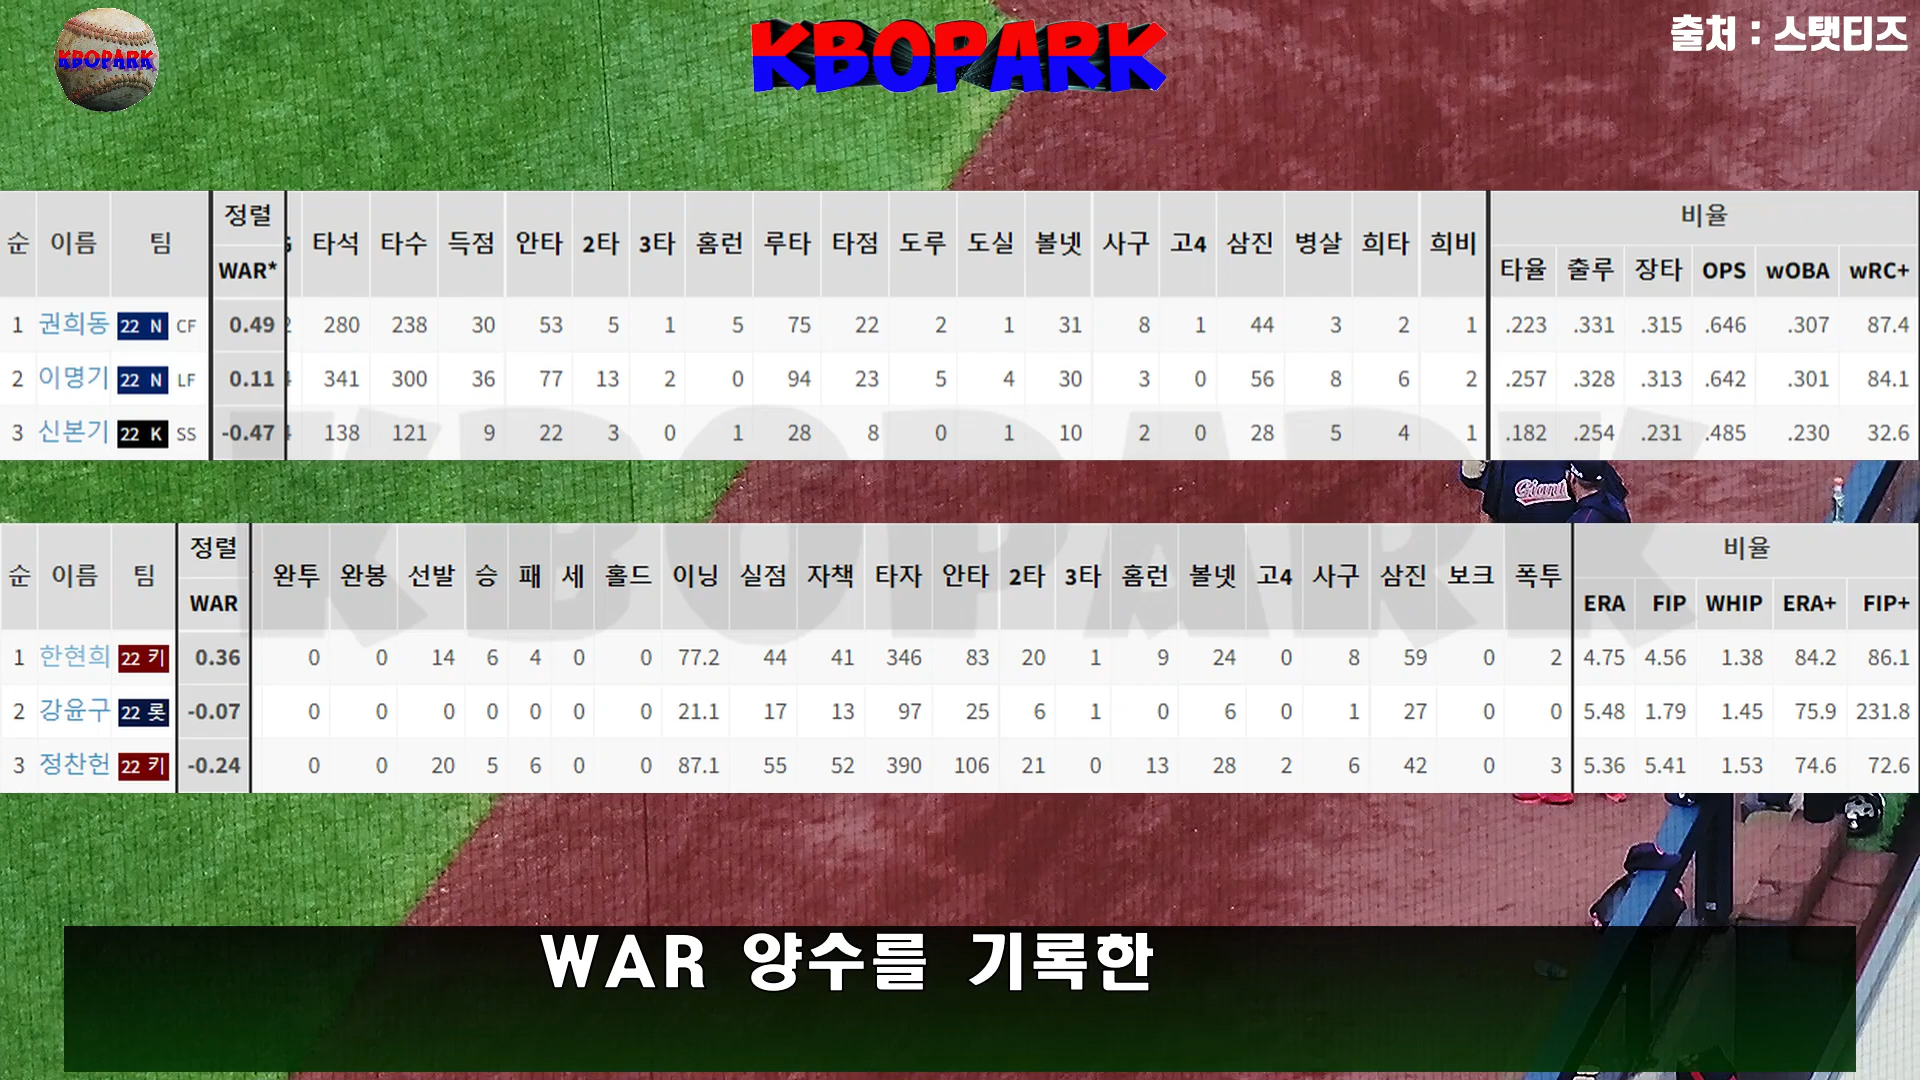 KBOPARK
KBOPARK
출처 : 스탯티즈
순 이름 팀 정렬 WAR* G 타석 타수 득점 안타 2타 3타 홈런 루타 타점 도루 도실 볼넷 사구 고4 삼진 병살 희타 희비 비율
타율 출루 장타 OPS wOBA wRC+
1 권희동 22 N CF 0.49 280 238 30 53 5 1 5 75 22 2 1 31 8 1 44 3 2 1 .223 .331 .315 .646 .307 87.4
2 이명기 22 N LF 0.11 341 300 36 77 13 2 0 94 23 5 4 30 3 0 56 8 6 2 .257 .328 .313 .642 .301 84.1
3 신본기 22 K SS -0.47 138 121 9 22 3 0 1 28 8 0 1 10 2 0 28 5 4 1 .182 .254 .231 .485 .230 32.6
KBOPARK
Giant
순 이름 팀 정렬 WAR 완투 완봉 선발 승 패 세 홀드 이닝 실점 자책 타자 안타 2타 3타 홈런 볼넷 고4 사구 삼진 보크 폭투 비율
ERA FIP WHIP ERA+ FIP+
1 한현희 22 키 0.36 0 0 14 6 4 0 0 77.2 44 41 346 83 20 1 9 24 0 8 59 0 2 4.75 4.56 1.38 84.2 86.1
2 강윤구 22 롯 -0.07 0 0 0 0 0 0 0 21.1 17 13 97 25 6 1 0 6 0 1 27 0 0 5.48 1.79 1.45 75.9 231.8
3 정찬헌 22 키 -0.24 0 0 20 5 6 0 0 87.1 55 52 390 106 21 0 13 28 2 6 42 0 3 5.36 5.41 1.53 74.6 72.6
WAR 양수를 기록한